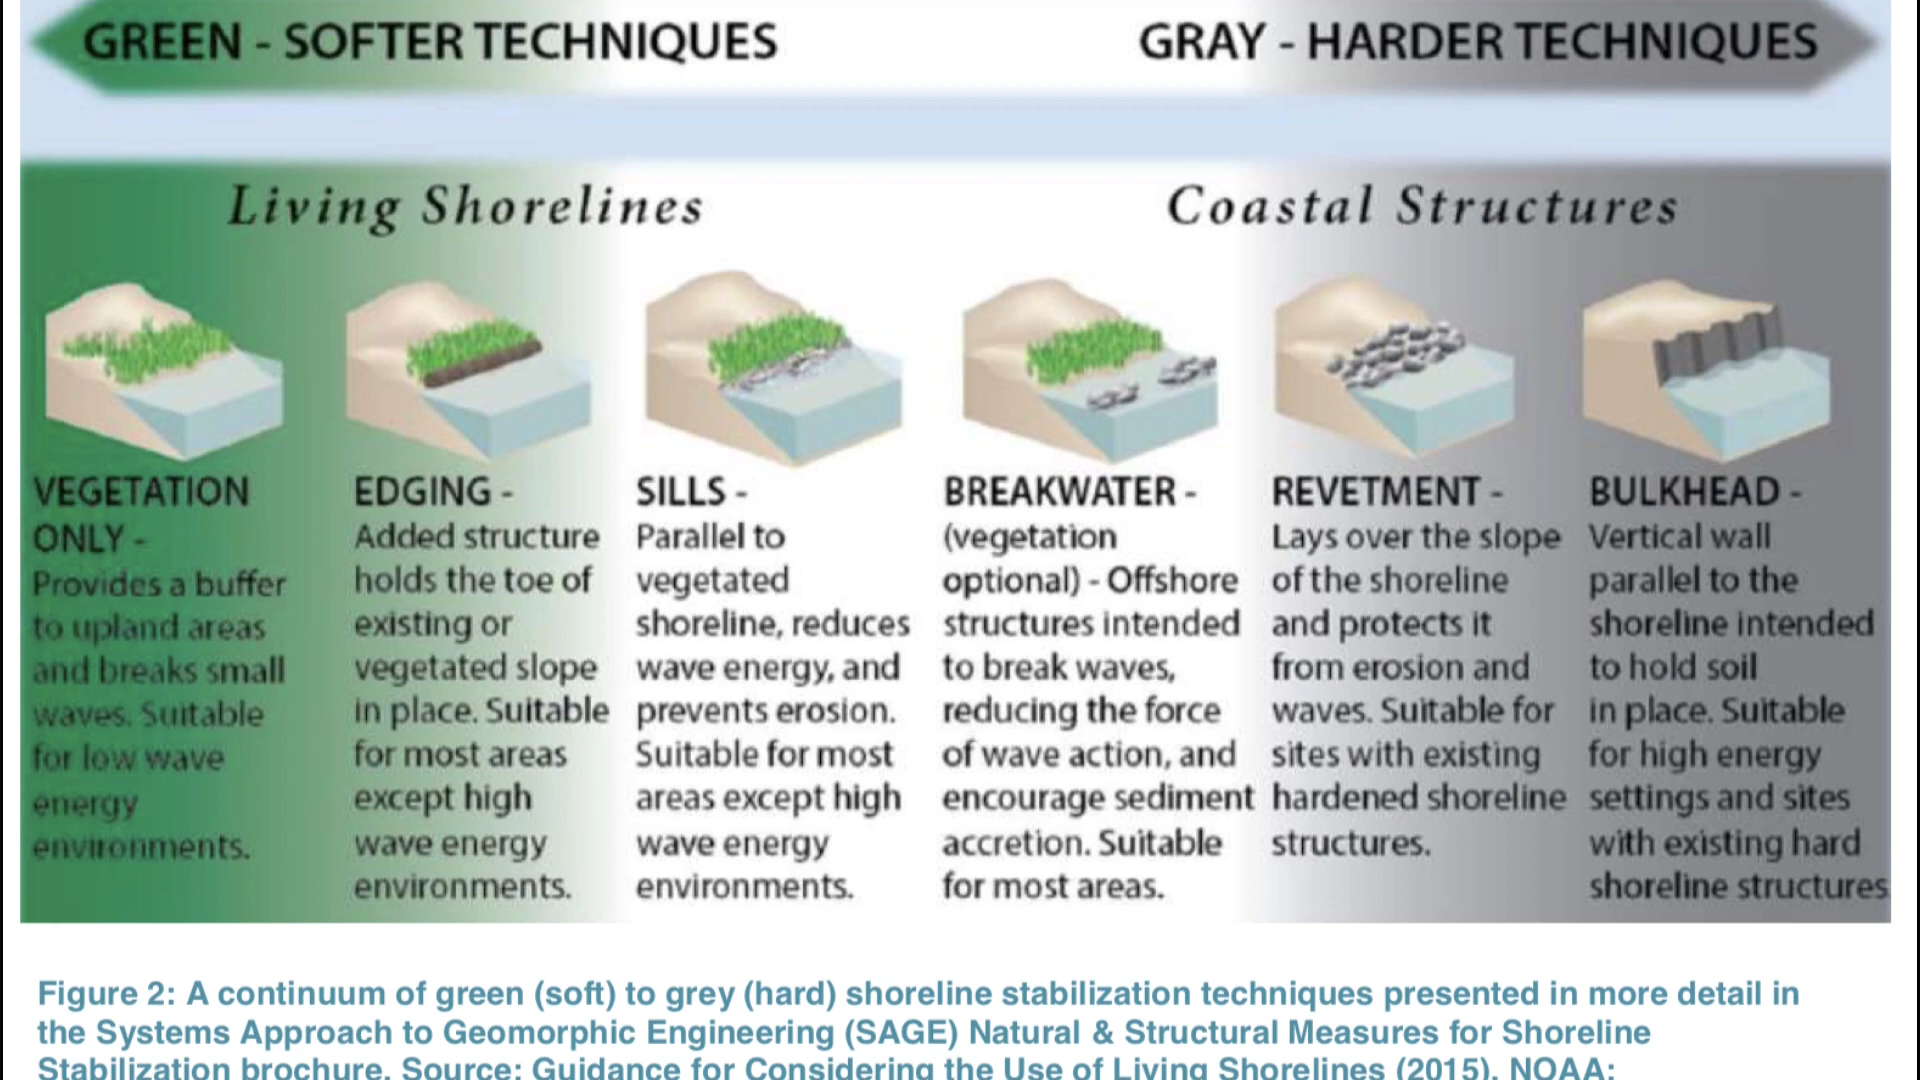 GREEN - SOFTER TECHNIQUES
GRAY - HARDER TECHNIQUES
Living Shorelines
Coastal Structures
VEGETATION
ONLY -
Provides a buffer
to upland areas
and breaks small
waves. Suitable
for low wave
energy
environments.
EDGING -
Added structure
holds the toe of
existing or
vegetated slope
in place. Suitable
for most areas
except high
wave energy
environments.
SILLS -
Parallel to
vegetated
shoreline, reduces
wave energy, and
prevents erosion.
Suitable for most
areas except high
wave energy
environments.
BREAKWATER -
(vegetation
optional) - Offshore
structures intended
to break waves,
reducing the force
of wave action, and
encourage sediment
accretion. Suitable
for most areas.
REVETMENT -
Lays over the slope
of the shoreline
and protects it
from erosion and
waves. Suitable for
sites with existing
hardened shoreline
structures.
BULKHEAD -
Vertical wall
parallel to the
shoreline intended
to hold soil
in place. Suitable
for high energy
settings and sites
with existing hard
shoreline structures
Figure 2: A continuum of green (soft) to grey (hard) shoreline stabilization techniques presented in more detail in
the Systems Approach to Geomorphic Engineering (SAGE) Natural & Structural Measures for Shoreline
Stabilization brochure. Source: Guidance for Considering the Use of Living Shorelines (2015). NOAA: